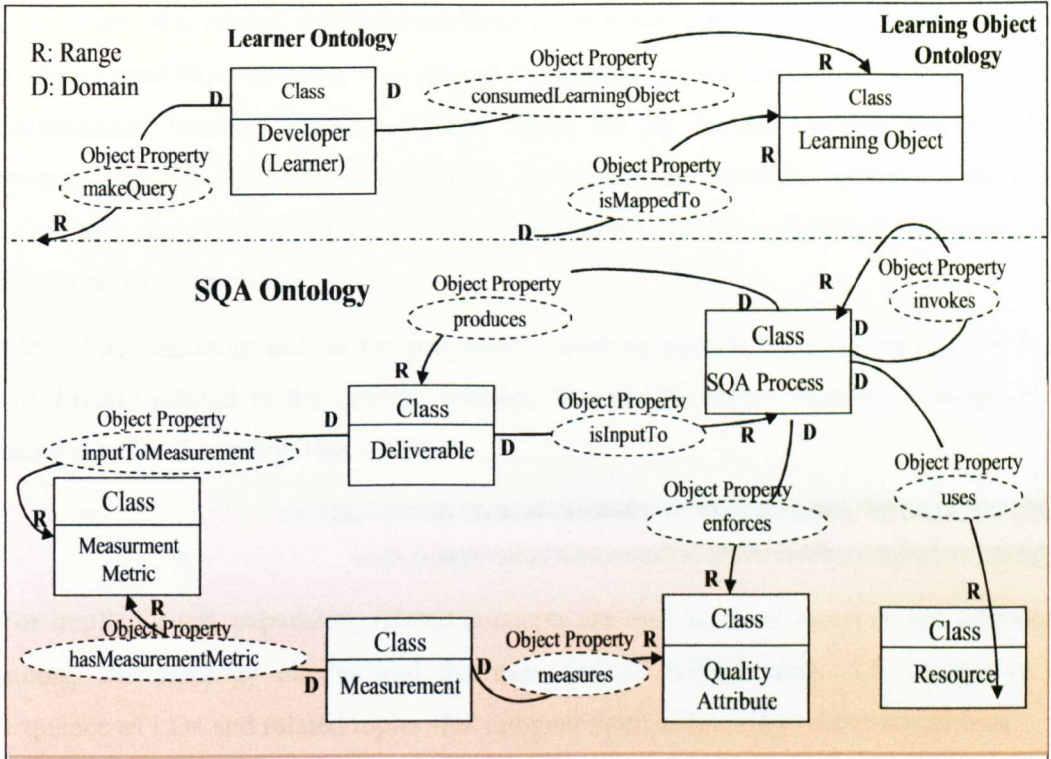 Learning Object
Ontology
Learner Ontology
R: Range
D: Domain
Object Property
R
D
Class
D
consumedLearningObject
Class
Developer
(Learner)
R
Learning Object
Object Property
makeQuery
Object Property
isMappedTo
R
D
SQA Ontology
Object Property
produces
D
R
Object Property
invokes
Class
D
SQA Process
D
R
Class
Deliverable
D
D
Object Property
isInputTo
R
D
Object Property
inputToMeasurement
Object Property
uses
Class
R
Measurment
Metric
Object Property
enforces
R
R
R
Object Property
hasMeasurementMetric
D
Class
Measurement
D
Object Property
measures
R
Class
Quality
Attribute
Class
Resource